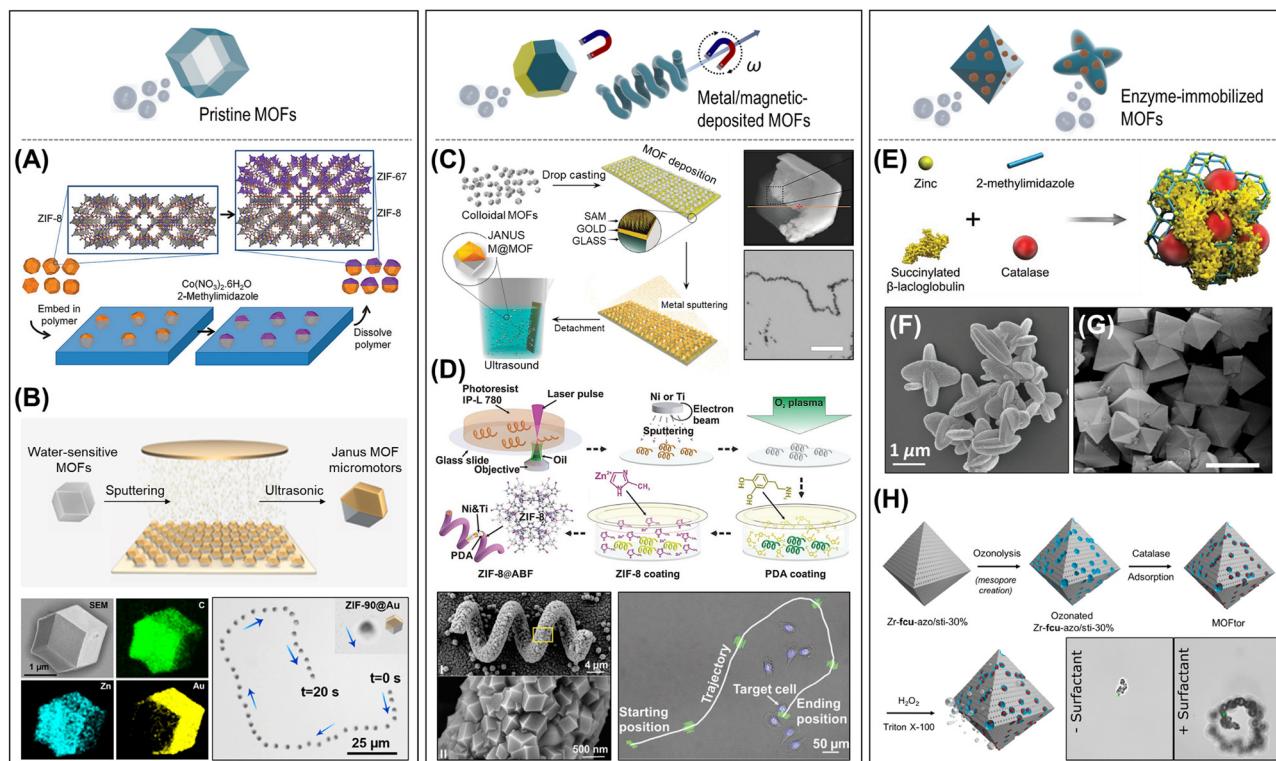 Pristine MOFs
(A)
ZIF-67
ZIF-8
ZIF-8
Co(NO3)2.6H2O
2-Methylimidazole
Embed in
polymer
Dissolve
polymer
(B)
Water-sensitive
MOFs
Sputtering
Ultrasonic
Janus MOF
micromotors
SEM
1 µm
C
Zn
Au
ZIF-90@Au
t=20 s
t=0 s
25 µm
ω
Metal/magnetic-
deposited MOFs
(C)
Colloidal MOFs
Drop casting
MOF deposition
SAM
GOLD
GLASS
JANUS
M@MOF
Metal sputtering
Detachment
Ultrasound
(D)
Photoresist
IP-L 780
Laser pulse
Glass slide
Objective
Oil
Ni or Ti
Electron
beam
Sputtering
O2 plasma
Zn2+
N
CH3
N
H
HO
HO
Ni&Ti
PDA
ZIF-8
ZIF-8@ABF
ZIF-8 coating
PDA coating
I
4 µm
II
500 nm
Trajectory
Target cell
Starting
position
Ending
position
50 µm
Enzyme-immobilized
MOFs
(E)
Zinc
2-methylimidazole
+
Succinylated
β-lacloglobulin
Catalase
(F)
1 µm
(G)
(H)
Zr-fcu-azo/sti-30%
Ozonolysis
(mesopore
creation)
Ozonated
Zr-fcu-azo/sti-30%
Catalase
Adsorption
MOFtor
H2O2
Triton X-100
- Surfactant
+ Surfactant